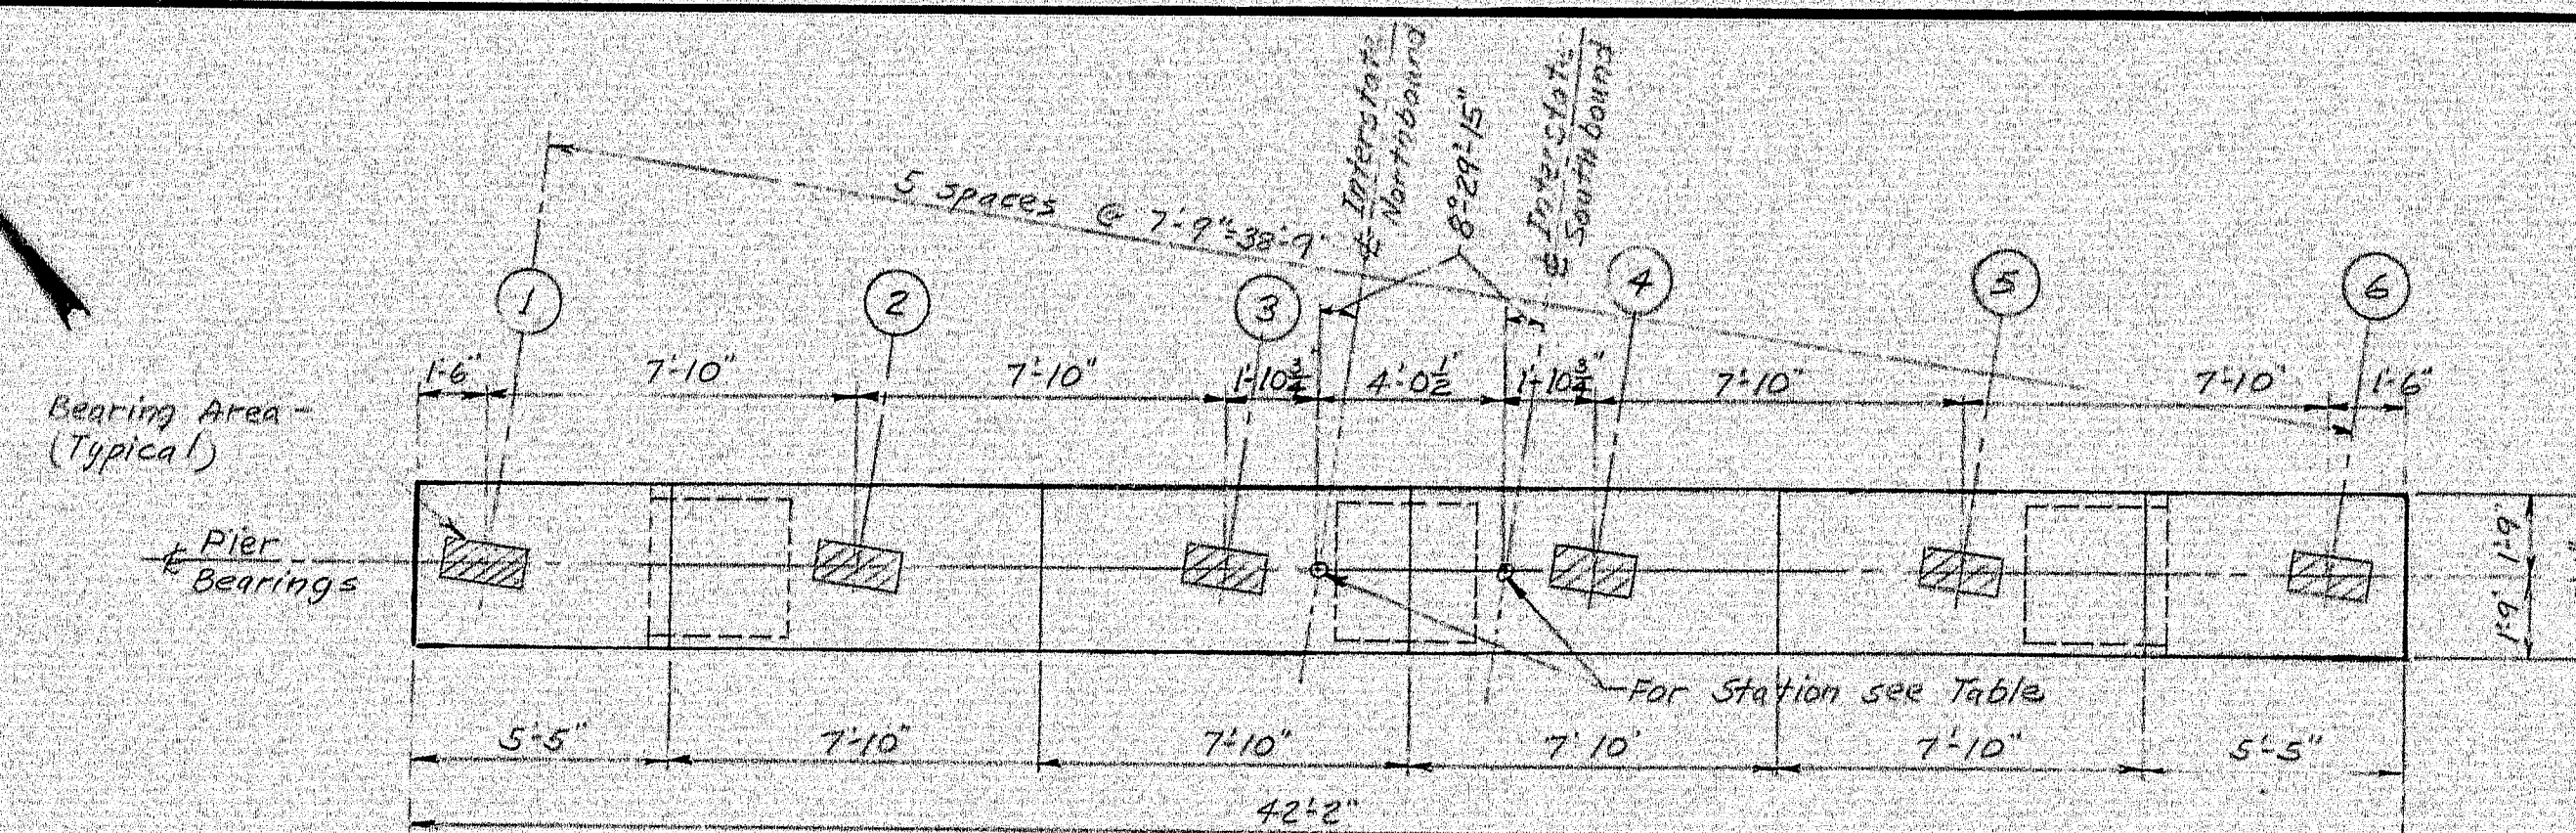 ℄ Interstate
Northbound
8°-29'-15"
℄ Interstate
Southbound
5 spaces @ 7'-9"=38'-9"
1
2
3
4
5
6
1'-6"
7'-10"
7'-10"
1'-10¾"
4'-0½"
1'-10¾"
7'-10"
7'-10"
1'-6"
Bearing Area -
(Typical)
℄ Pier
Bearings
1'-9"
1'-9"
For Station see Table
5'-5"
7'-10"
7'-10"
7'-10"
7'-10"
5'-5"
42'-2"